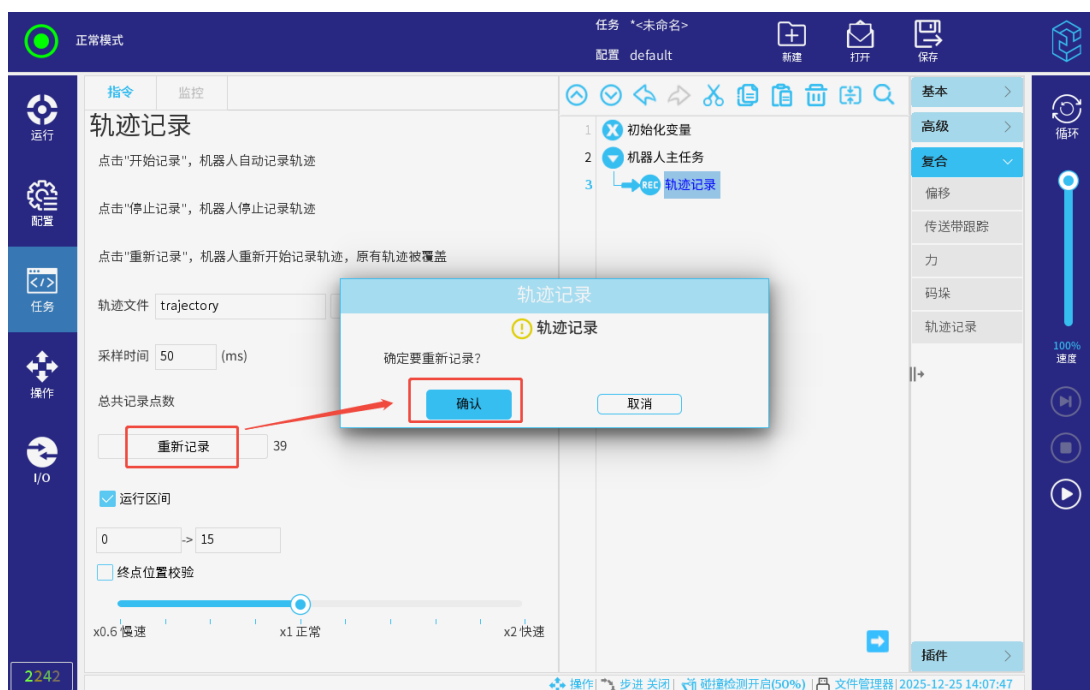 正常模式
任务 *<未命名>
配置 default
新建
打开
保存
运行
配置
任务
操作
I/O
2242
指令
监控
轨迹记录
点击"开始记录"，机器人自动记录轨迹
点击"停止记录"，机器人停止记录轨迹
点击"重新记录"，机器人重新开始记录轨迹，原有轨迹被覆盖
轨迹文件 trajectory
采样时间 50 (ms)
总共记录点数
重新记录 39
运行区间
0 -> 15
终点位置校验
x0.6 慢速 x1 正常 x2 快速
1 初始化变量
2 机器人主任务
3 REC 轨迹记录
轨迹记录
轨迹记录
确定要重新记录？
确认 取消
基本
高级
复合
偏移
传送带跟踪
力
码垛
轨迹记录
插件
循环
100%
速度
操作| 步进 关闭| 碰撞检测开启(50%) | 文件管理器|2025-12-25 14:07:47